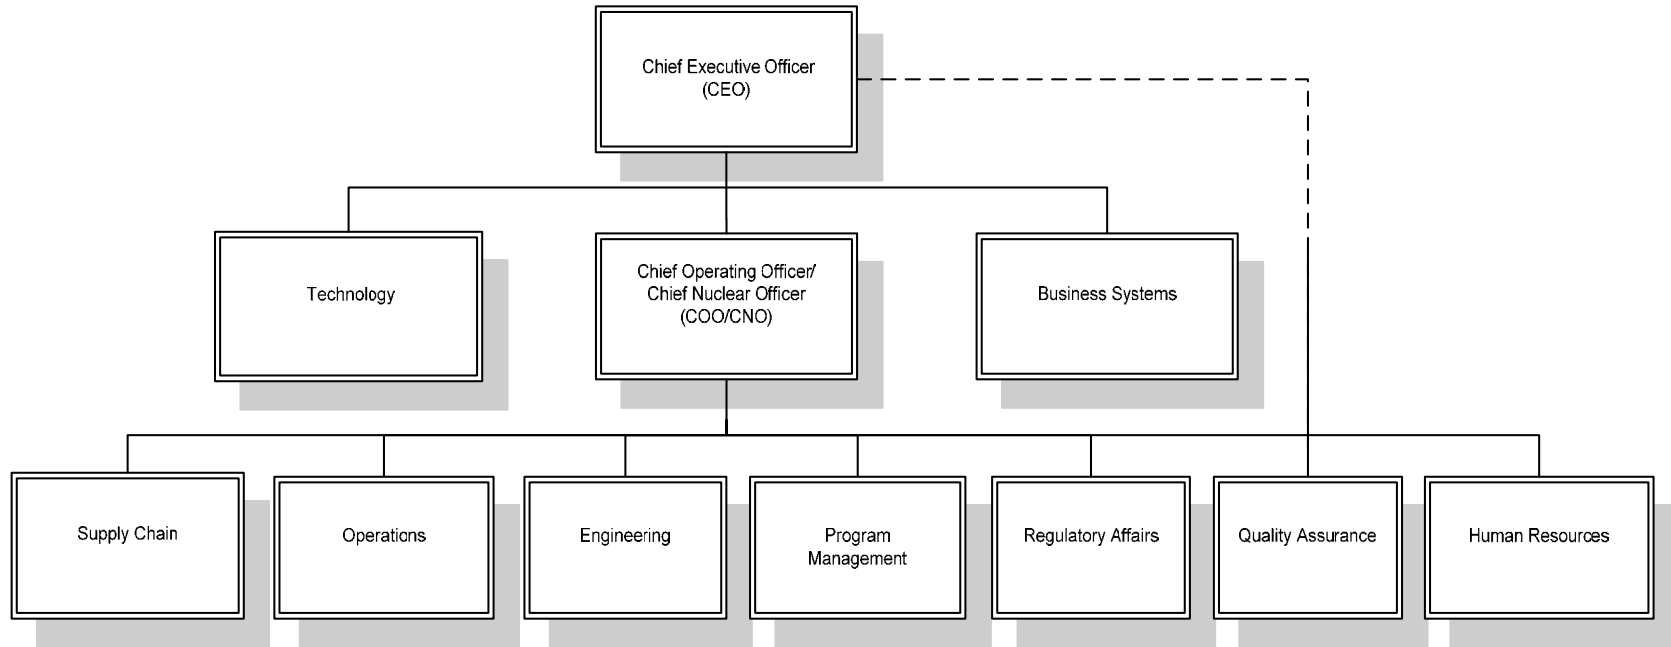 Chief Executive Officer
(CEO)
Technology
Chief Operating Officer/
Chief Nuclear Officer
(COO/CNO)
Business Systems
Supply Chain
Operations
Engineering
Program
Management
Regulatory Affairs
Quality Assurance
Human Resources